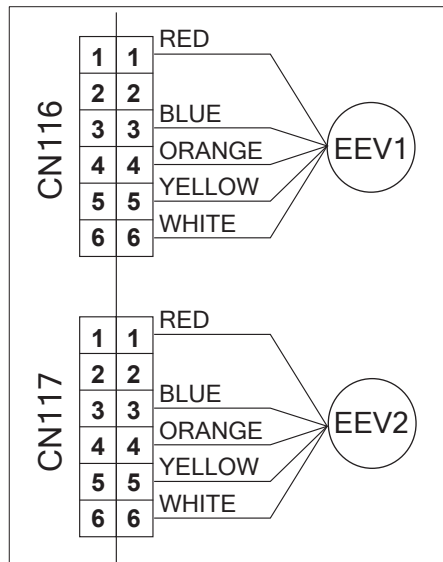 CN116
1 1 RED
2 2
3 3 BLUE
4 4 ORANGE
5 5 YELLOW
6 6 WHITE
EEV1
CN117
1 1 RED
2 2
3 3 BLUE
4 4 ORANGE
5 5 YELLOW
6 6 WHITE
EEV2